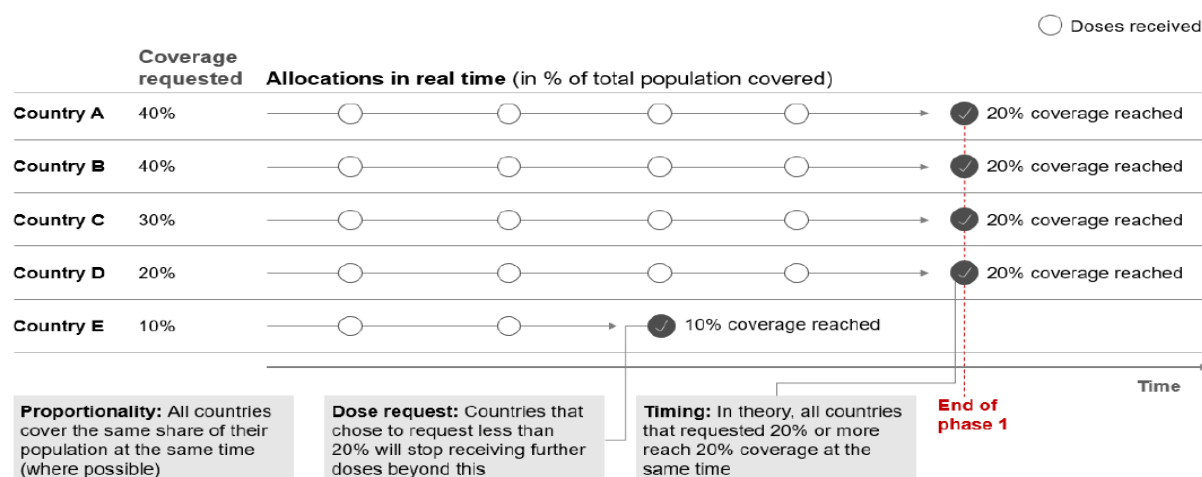 Doses received
Coverage
requested
Allocations in real time (in % of total population covered)
Country A 40% 20% coverage reached
Country B 40% 20% coverage reached
Country C 30% 20% coverage reached
Country D 20% 20% coverage reached
Country E 10% 10% coverage reached
Time
Proportionality: All countries
cover the same share of their
population at the same time
(where possible)
Dose request: Countries that
chose to request less than
20% will stop receiving further
doses beyond this
Timing: In theory, all countries
that requested 20% or more
reach 20% coverage at the
same time
End of
phase 1